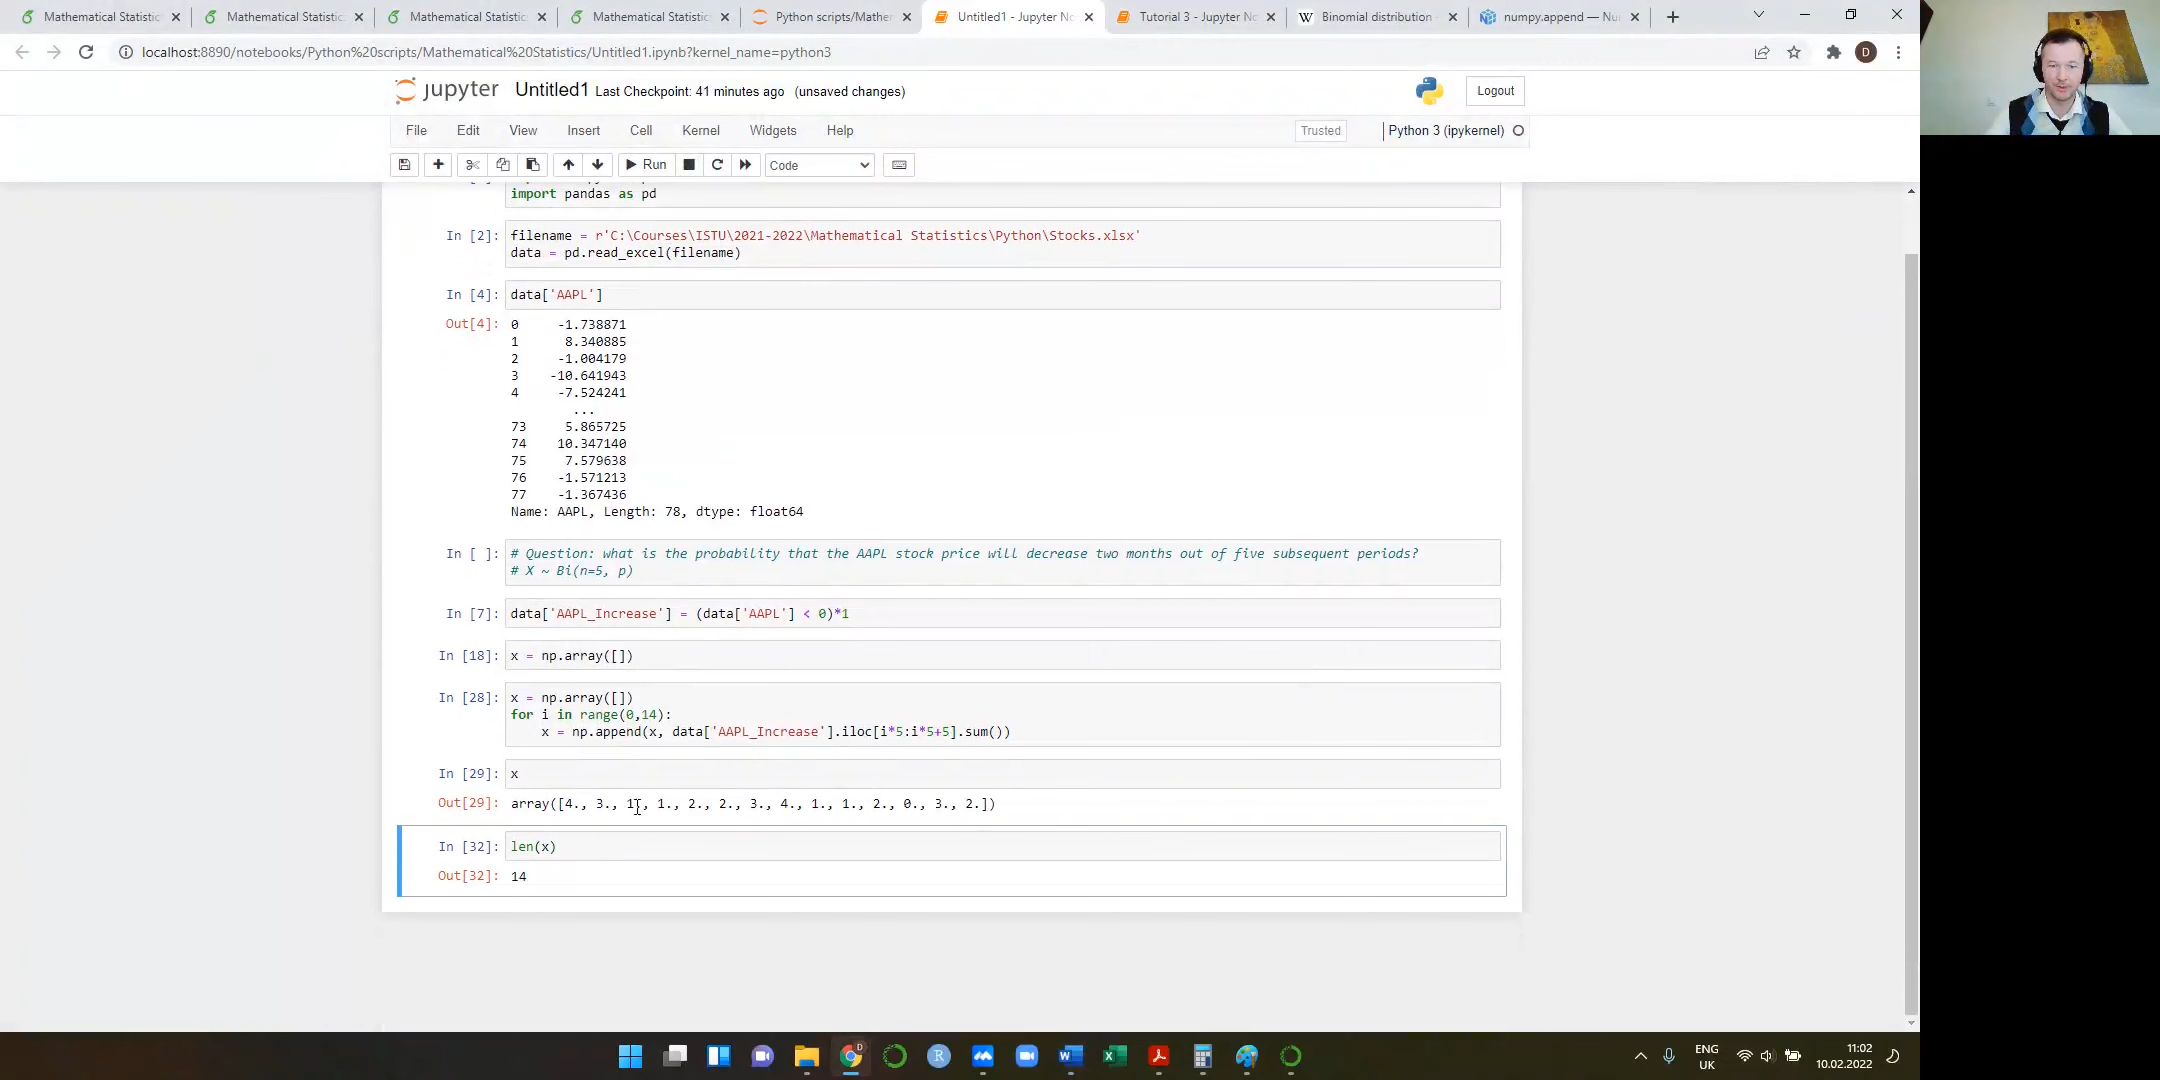 Mathematical Statistic
Mathematical Statistic
Mathematical Statistic
Mathematical Statistic
Python scripts/Mather
Untitled1 - Jupyter No
Tutorial 3 - Jupyter No
Binomial distribution
numpy.append — Nu
localhost:8890/notebooks/Python%20scripts/Mathematical%20Statistics/Untitled1.ipynb?kernel_name=python3
D
jupyter Untitled1 Last Checkpoint: 41 minutes ago (unsaved changes)
Logout
File Edit View Insert Cell Kernel Widgets Help
Trusted
Python 3 (ipykernel)
Run
Code
import pandas as pd
In [2]: filename = r'C:\Courses\ISTU\2021-2022\Mathematical Statistics\Python\Stocks.xlsx'
data = pd.read_excel(filename)
In [4]: data['AAPL']
Out[4]: 0 -1.738871
1 8.340885
2 -1.004179
3 -10.641943
4 -7.524241
...
73 5.865725
74 10.347140
75 7.579638
76 -1.571213
77 -1.367436
Name: AAPL, Length: 78, dtype: float64
In [ ]: # Question: what is the probability that the AAPL stock price will decrease two months out of five subsequent periods?
# X ~ Bi(n=5, p)
In [7]: data['AAPL_Increase'] = (data['AAPL'] < 0)*1
In [18]: x = np.array([])
In [28]: x = np.array([])
for i in range(0,14):
x = np.append(x, data['AAPL_Increase'].iloc[i*5:i*5+5].sum())
In [29]: x
Out[29]: array([4., 3., 1., 1., 2., 2., 3., 4., 1., 1., 2., 0., 3., 2.])
In [32]: len(x)
Out[32]: 14
ENG
UK
11:02
10.02.2022